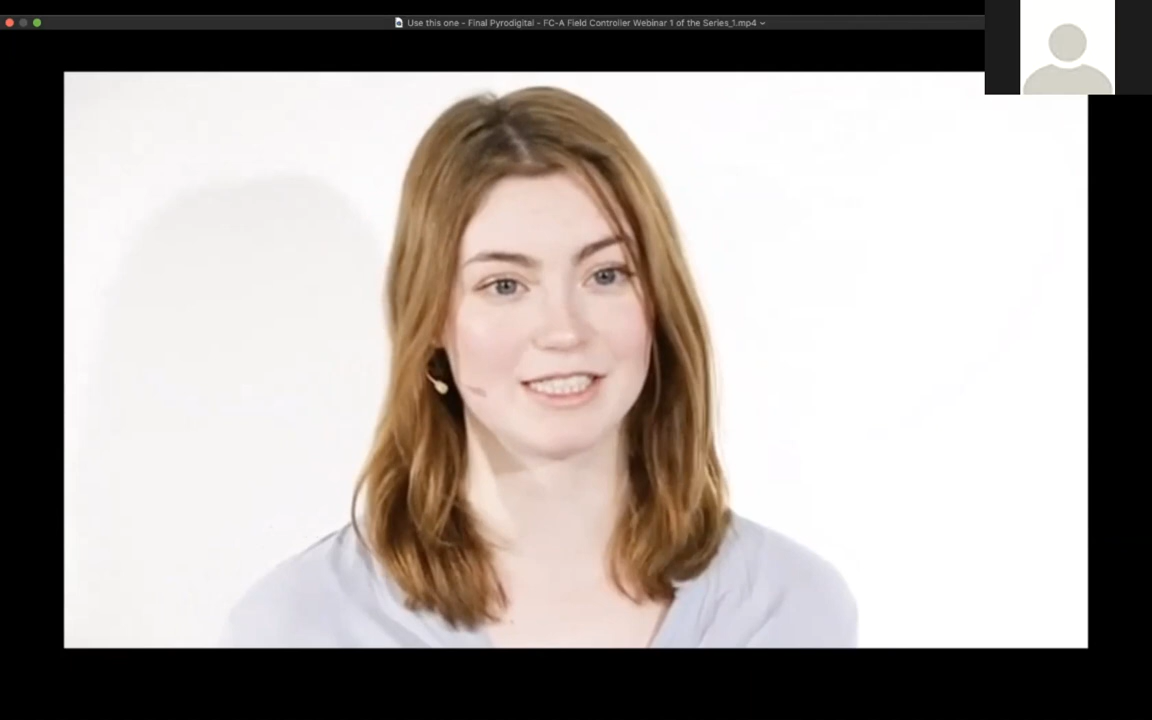 Use this one - Final Pyrodigital - FC-A Field Controller Webinar 1 of the Series_1.mp4